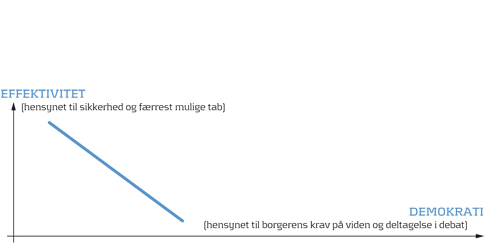 EFFEKTIVITET
(hensynet til sikkerhed og færrest mulige tab)
DEMOKRATI
(hensynet til borgerens krav på viden og deltagelse i debat)